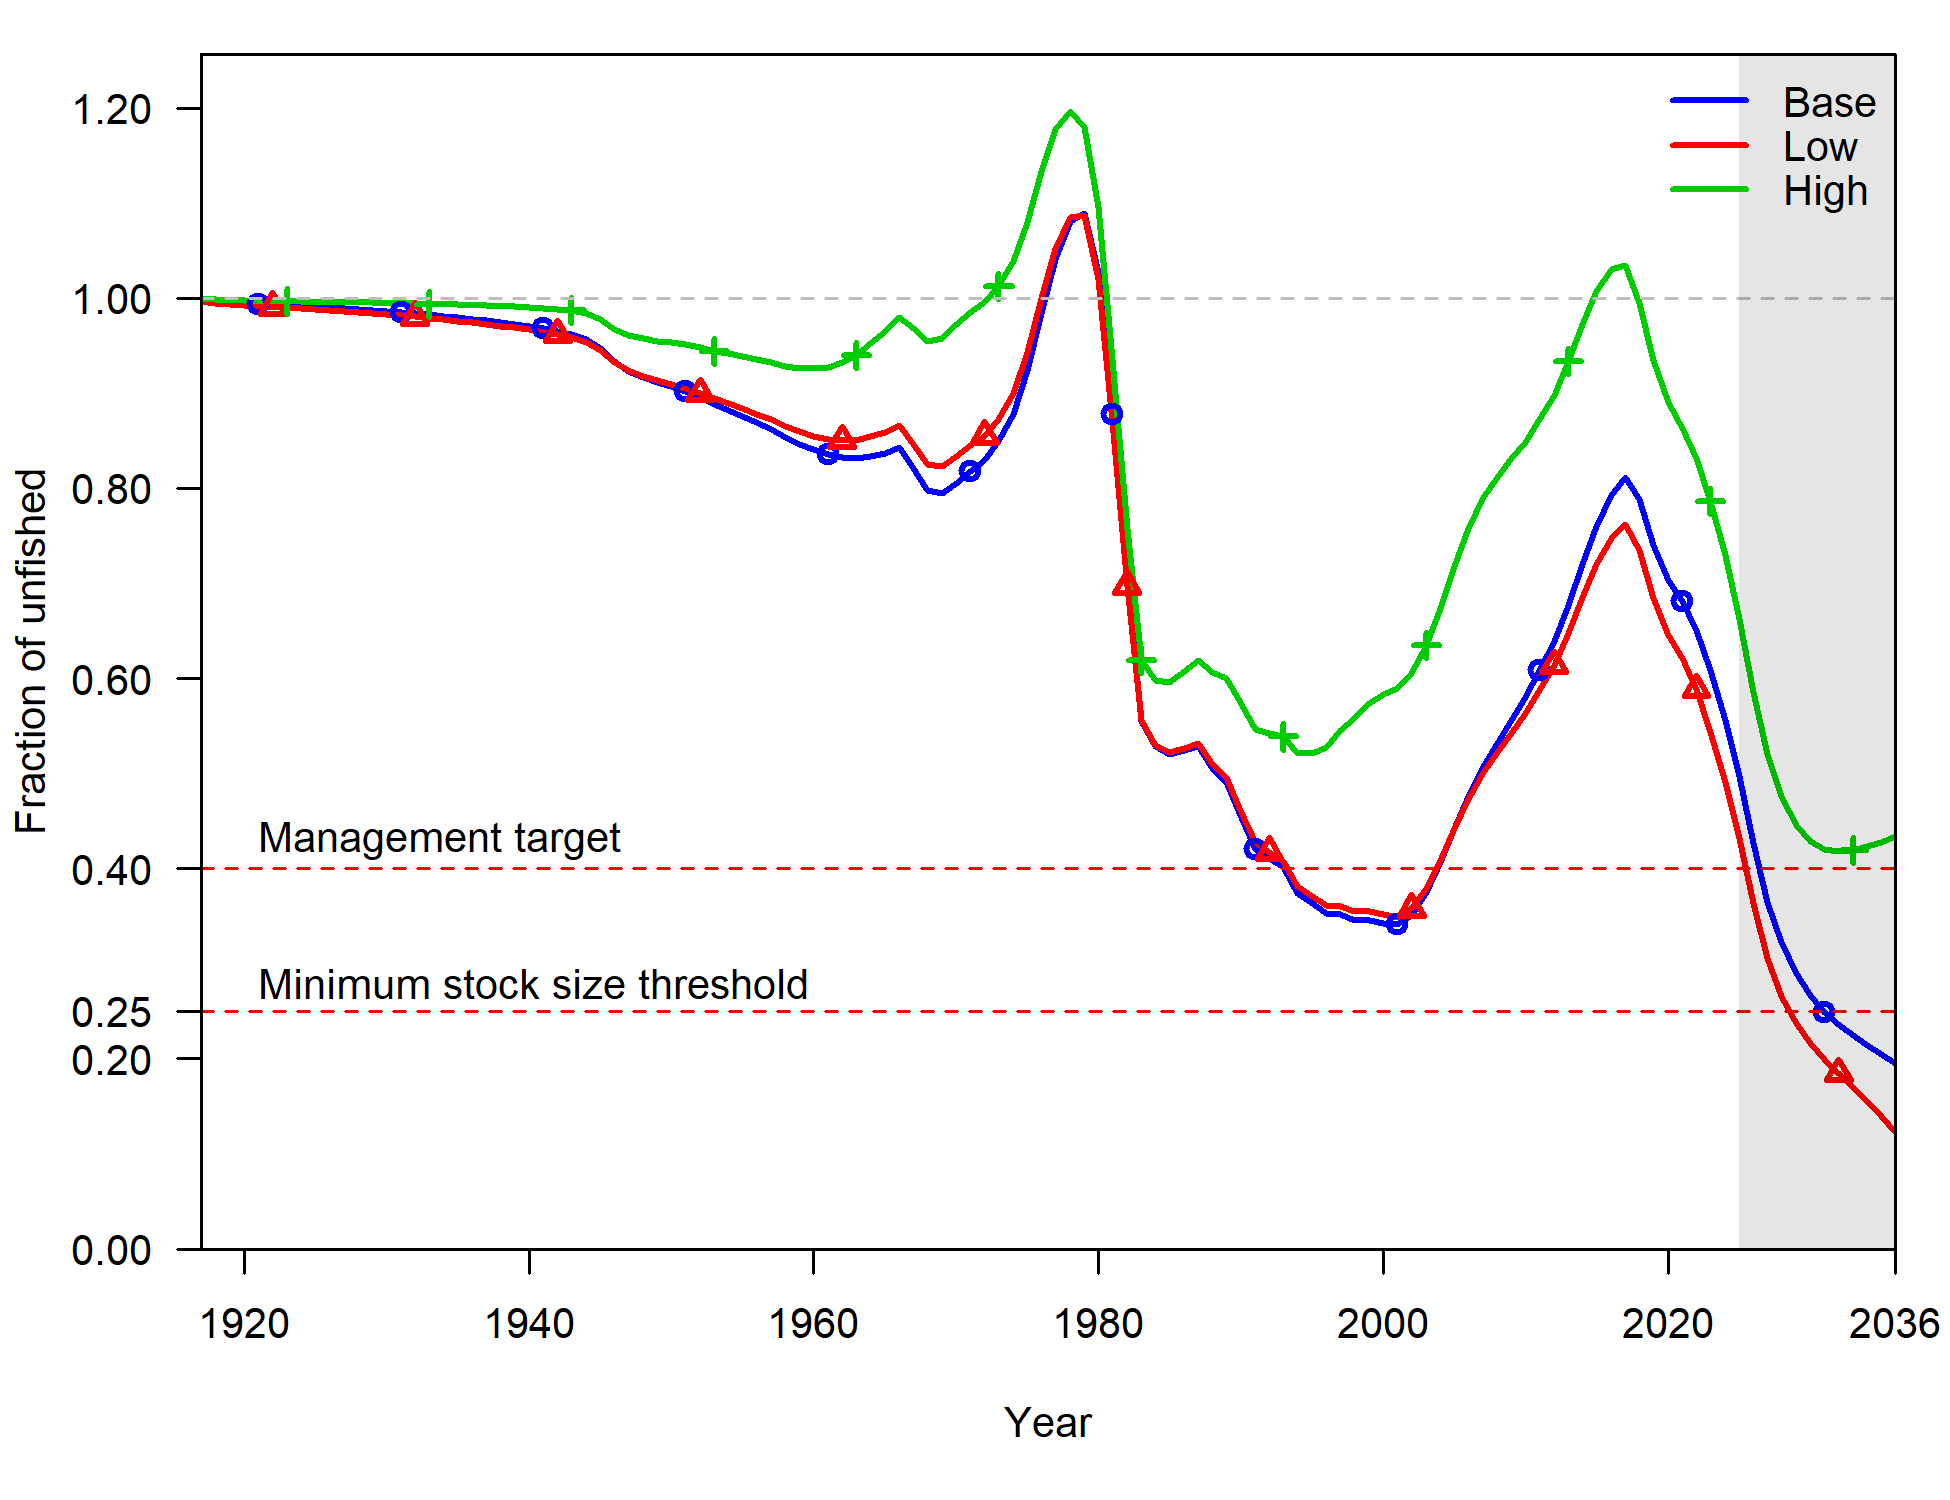 Base
Low
High
1.20
1.00
0.80
0.60
0.40
0.25
0.20
0.00
Fraction of unfished
Management target
Minimum stock size threshold
1920
1940
1960
1980
2000
2020
2036
Year